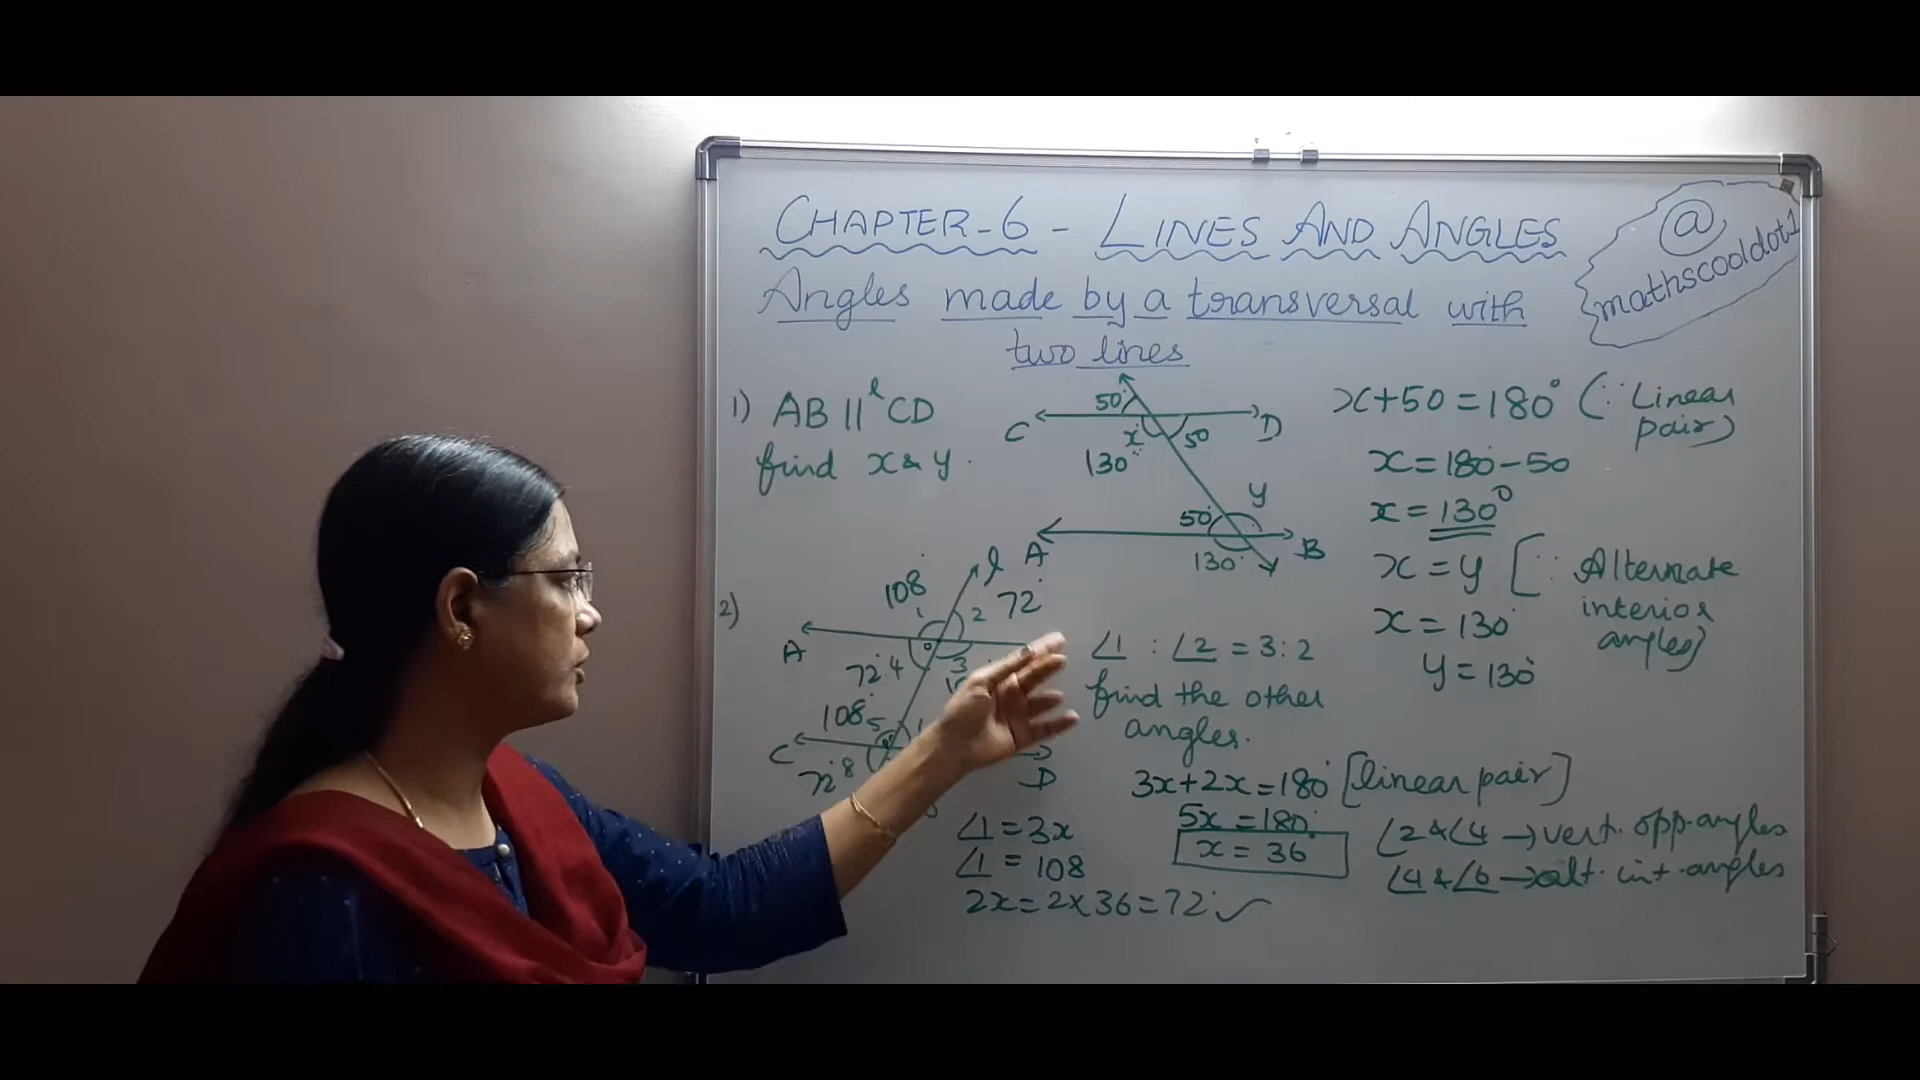 CHAPTER-6 - LINES AND ANGLES
@mathscooldot1
Angles made by a transversal with
two lines
1) AB ||ˡ CD
find x & y.
50°
C
D
x
50
130°
y
50°
A
B
130°
x+50 = 180° (∵ Linear
pair)
x = 180-50
x = 130°
x = y [∵ Alternate
interior
angles]
x = 130°
y = 130°
2)
l
108°
1
2 72°
A
72° 4
3
108° 5
C
72° 8
D
∠1 : ∠2 = 3:2
find the other
angles.
3x+2x = 180° [linear pair]
5x = 180°
x = 36
∠1 = 3x
∠1 = 108
2x = 2x36 = 72° ✓
∠2 & ∠4 → vert. opp. angles
∠4 & ∠6 → alt. int. angles